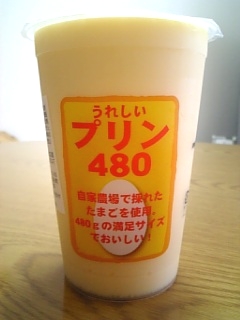 うれしい
プリン
480
自家農場で採れた
たまごを使用。
480gの満足サイズ
でおいしい!